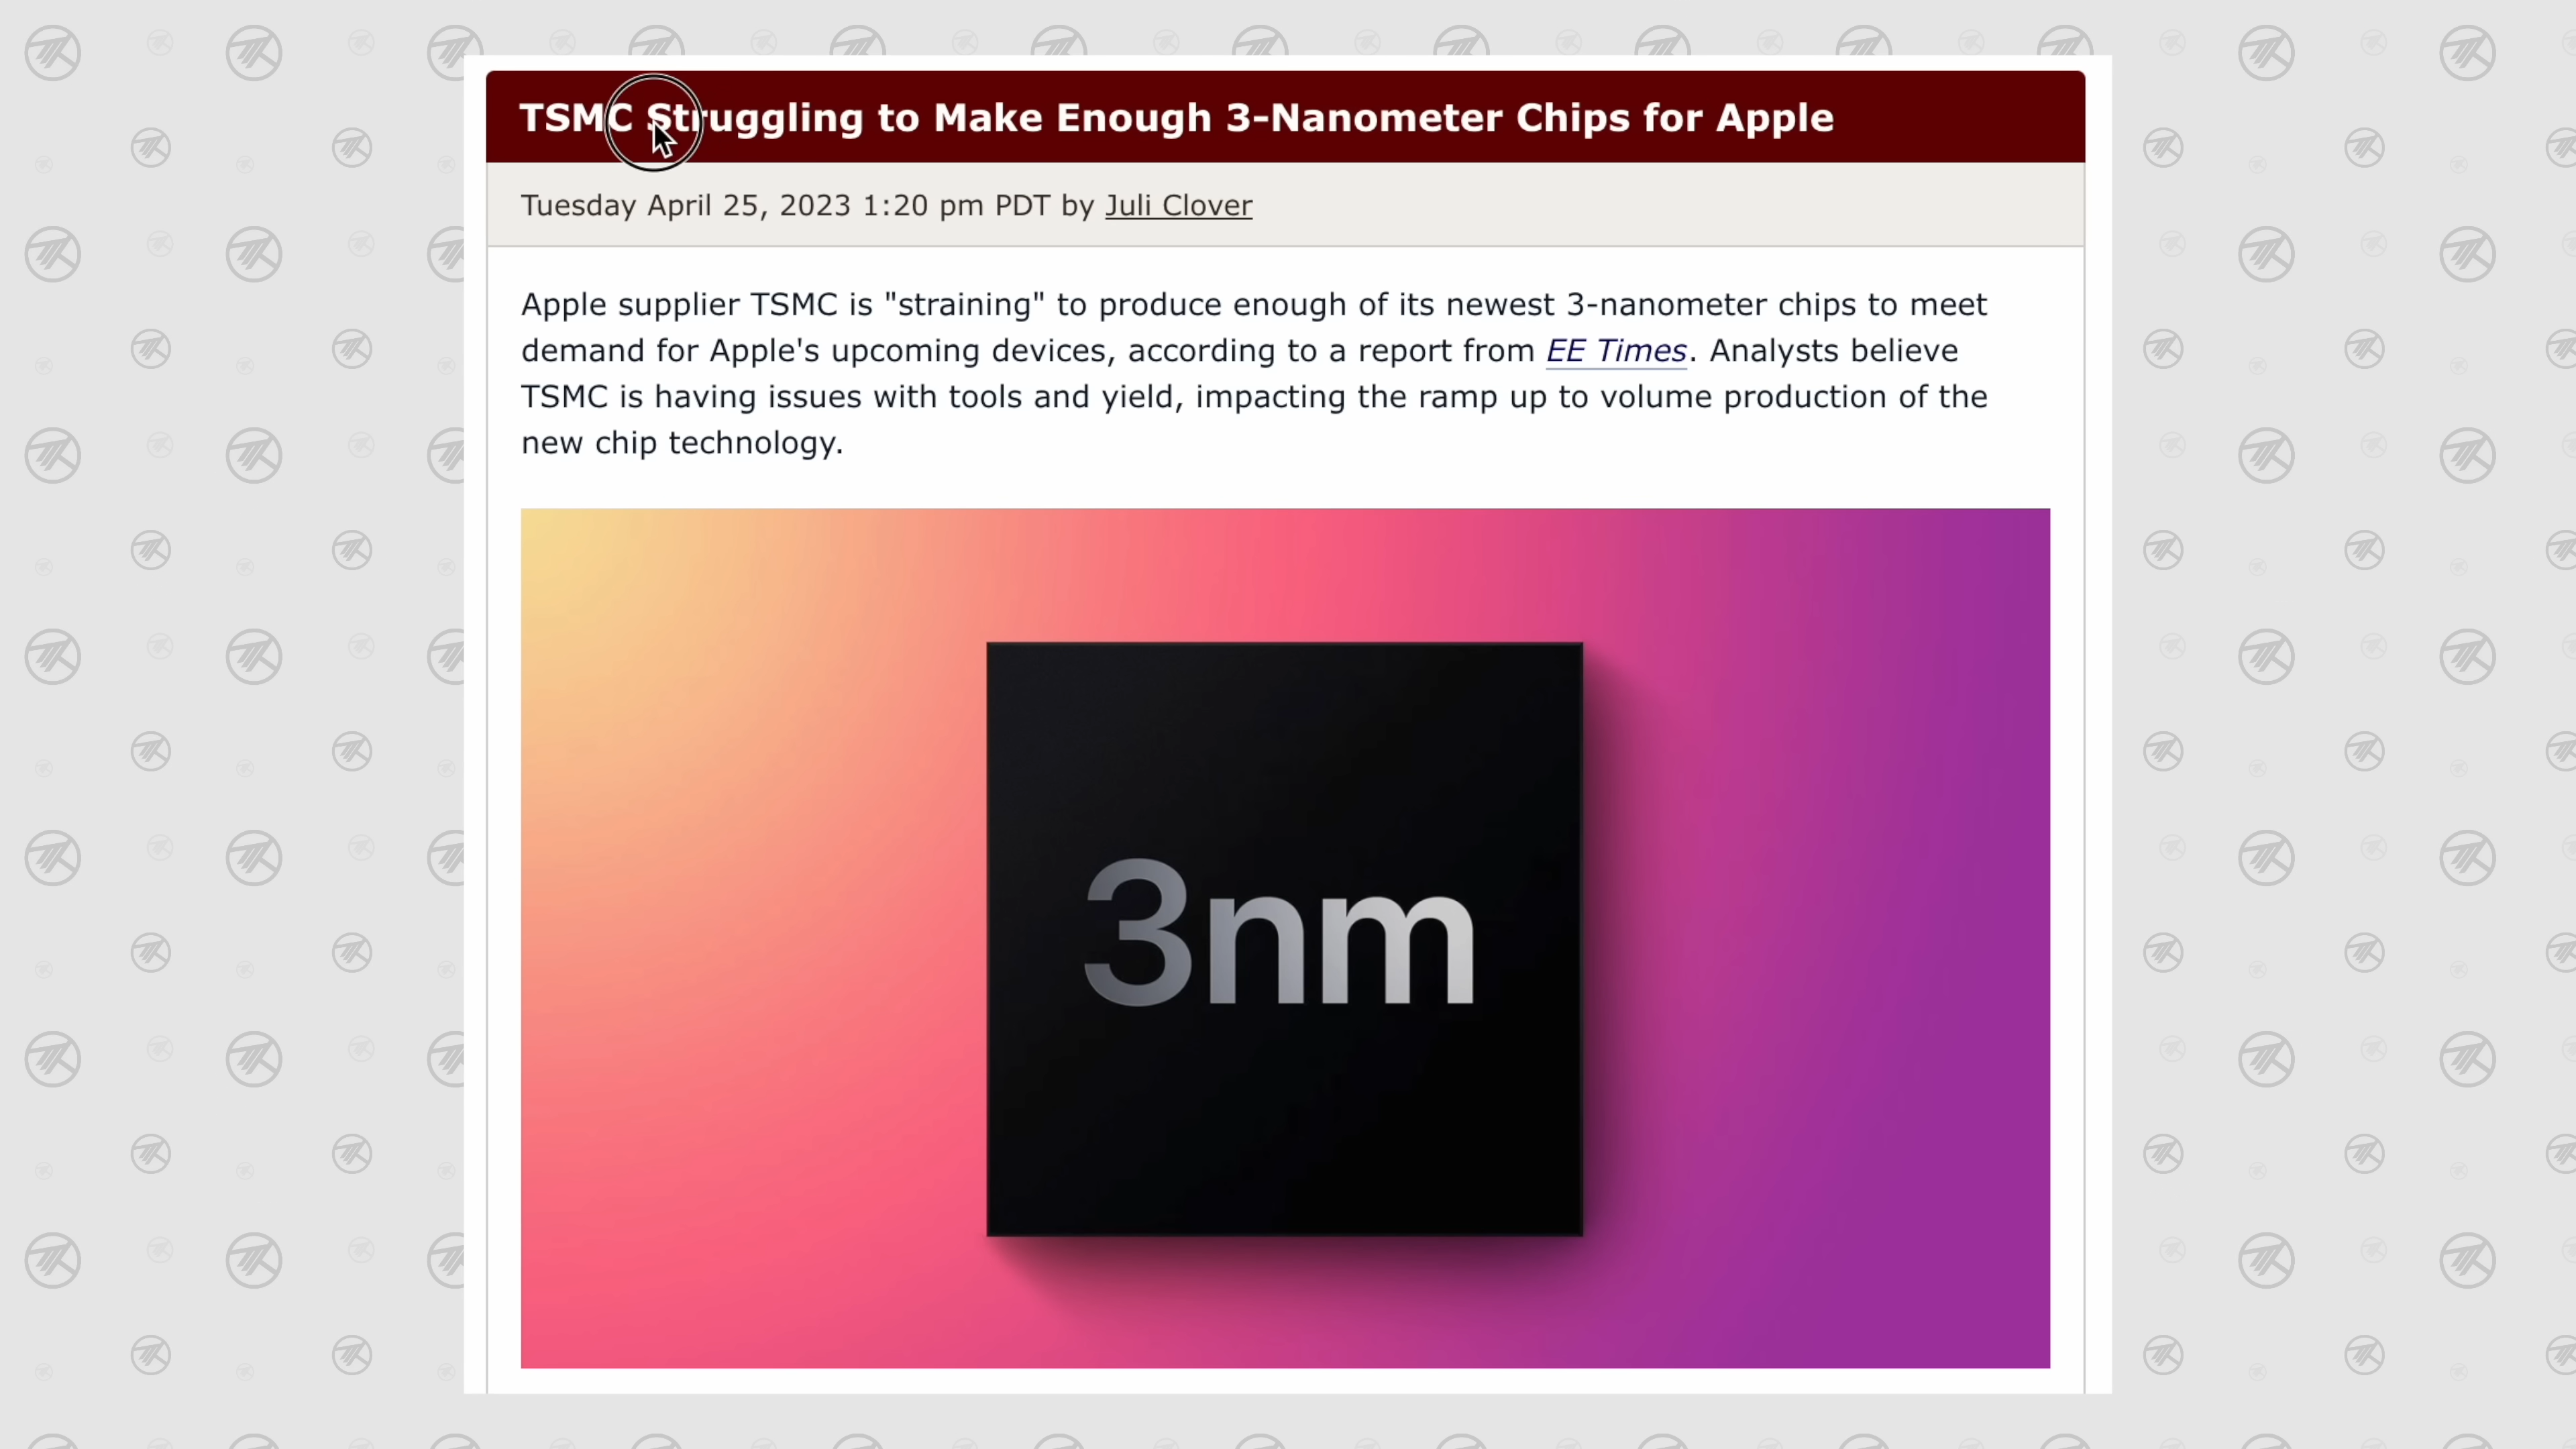 TSMC Struggling to Make Enough 3-Nanometer Chips for Apple
Tuesday April 25, 2023 1:20 pm PDT by Juli Clover
Apple supplier TSMC is "straining" to produce enough of its newest 3-nanometer chips to meet
demand for Apple's upcoming devices, according to a report from EE Times. Analysts believe
TSMC is having issues with tools and yield, impacting the ramp up to volume production of the
new chip technology.
3nm